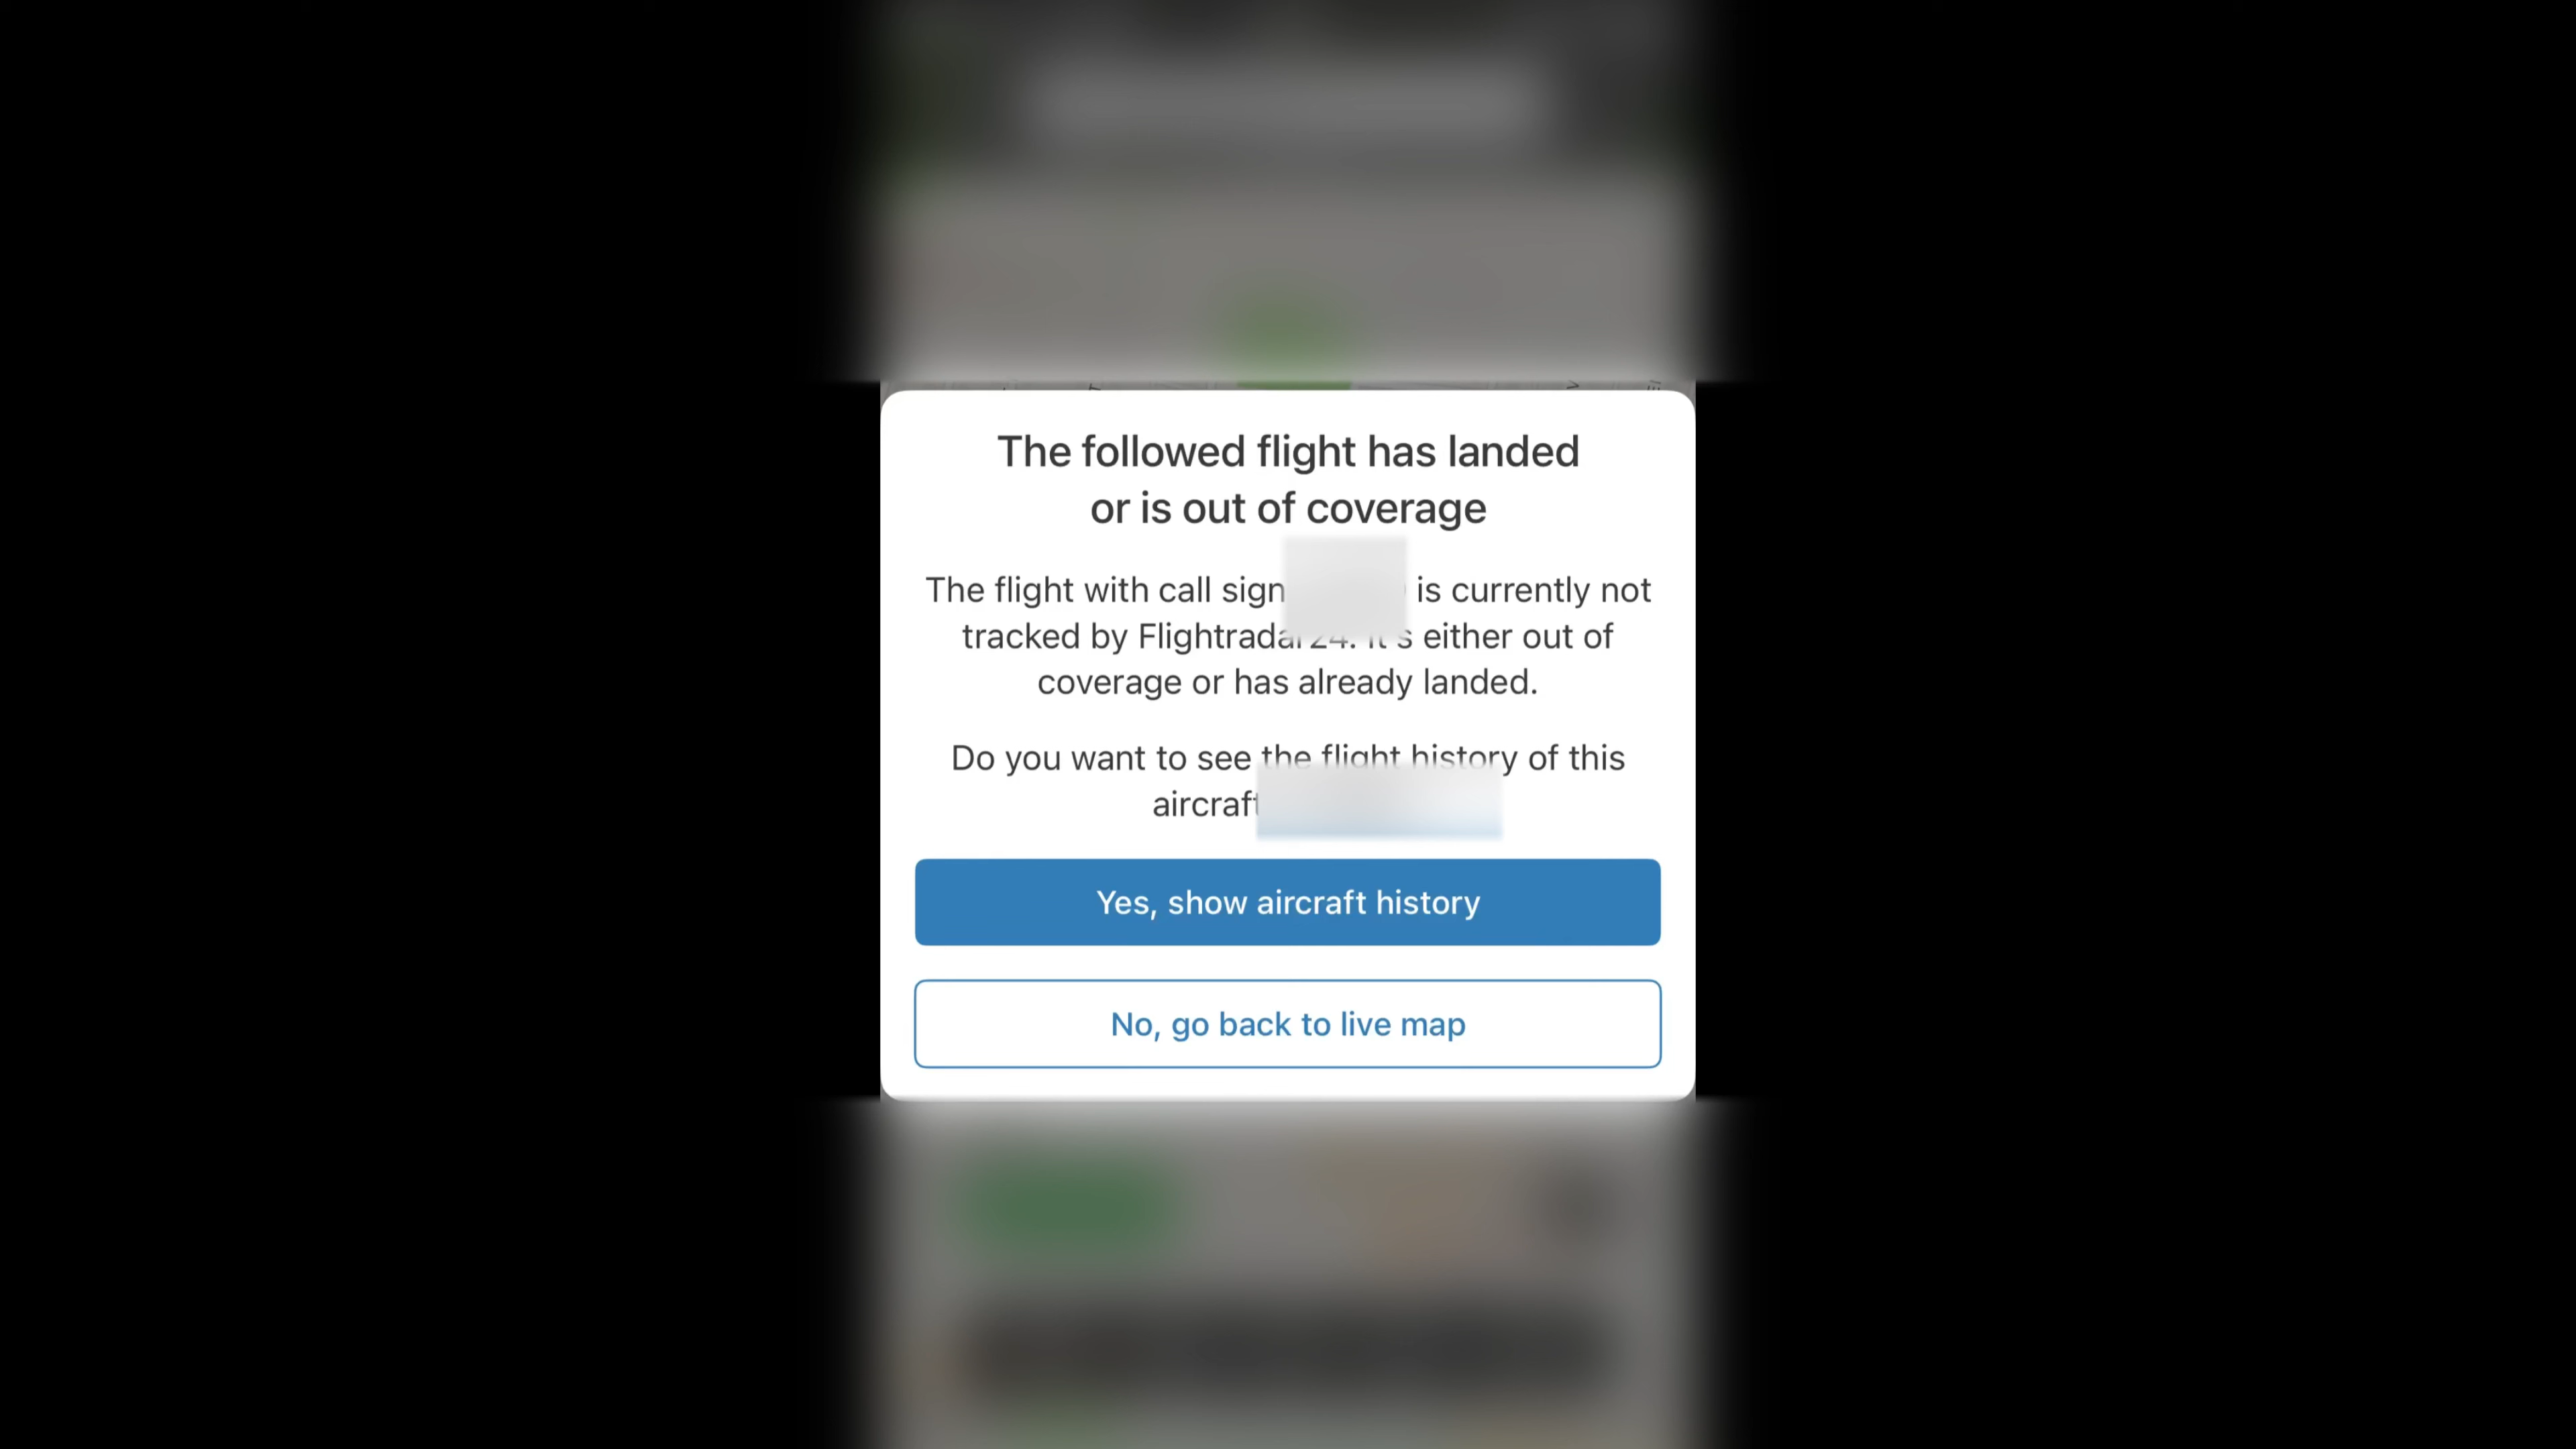 The followed flight has landed
or is out of coverage
The flight with call sign is currently not
tracked by Flightradar24. It's either out of
coverage or has already landed.
Do you want to see the flight history of this
aircraft
Yes, show aircraft history
No, go back to live map